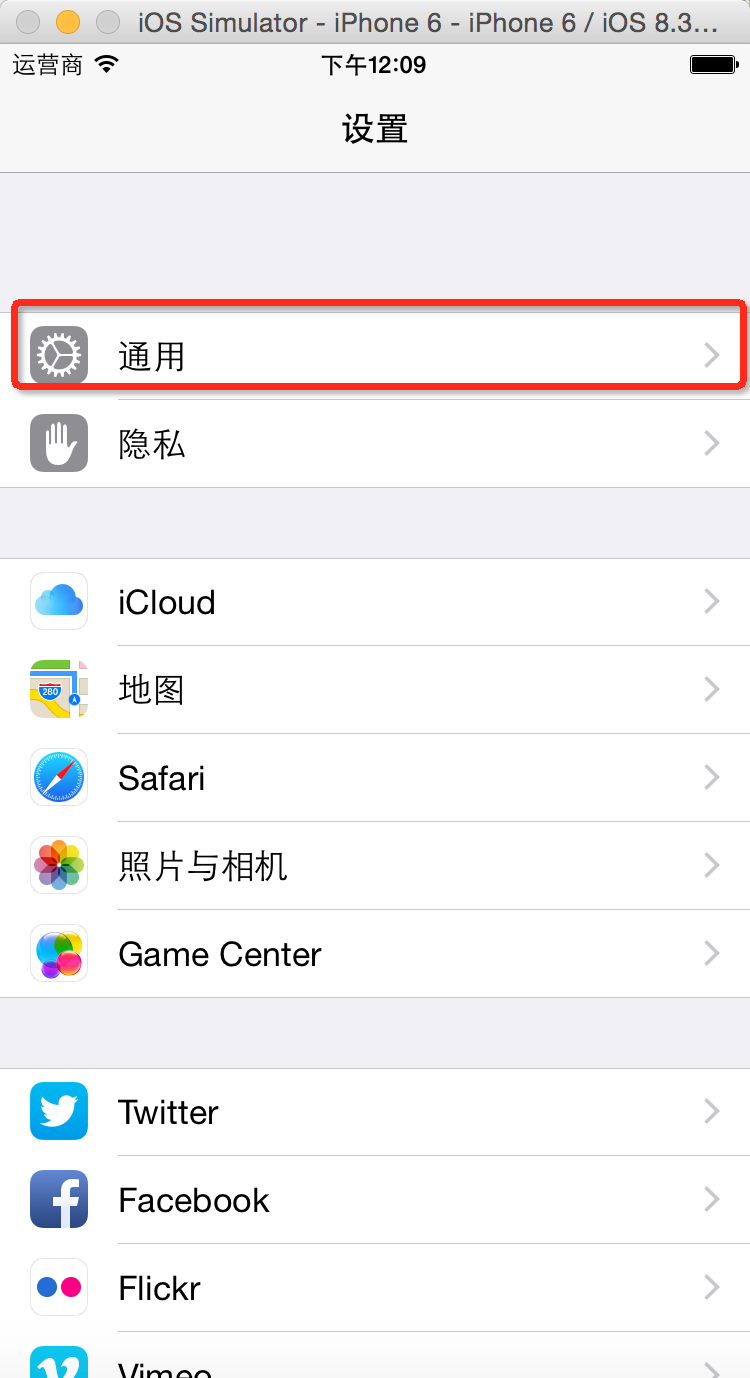 iOS Simulator - iPhone 6 - iPhone 6 / iOS 8.3...
运营商 下午12:09
设置
通用
隐私
iCloud
280
地图
Safari
照片与相机
Game Center
Twitter
Facebook
Flickr
Vimeo